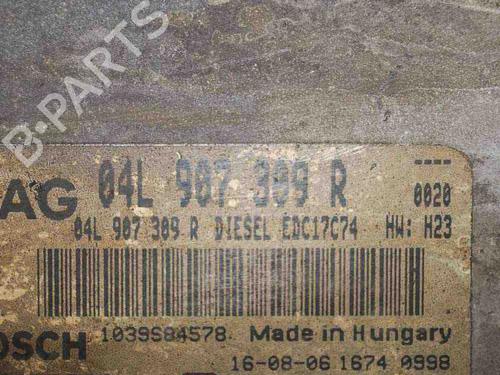 B-PARTS
AG 04L 907 309 R
----
0020
04L 907 309 R DIESEL EDC17C74 HW: H23
1039S84578 Made in Hungary
OSCH
16-08-06 1674 0998